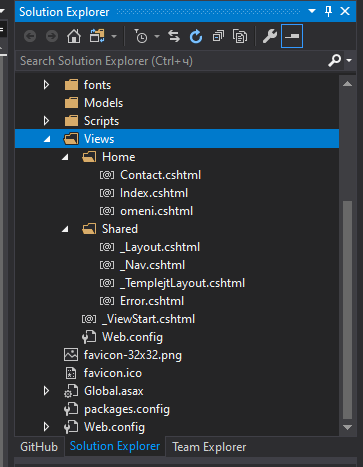 Solution Explorer
Search Solution Explorer (Ctrl+ч)
fonts
Models
Scripts
Views
Home
Contact.cshtml
Index.cshtml
omeni.cshtml
Shared
_Layout.cshtml
_Nav.cshtml
_TemplejtLayout.cshtml
Error.cshtml
_ViewStart.cshtml
Web.config
favicon-32x32.png
favicon.ico
Global.asax
packages.config
Web.config
GitHub Solution Explorer Team Explorer